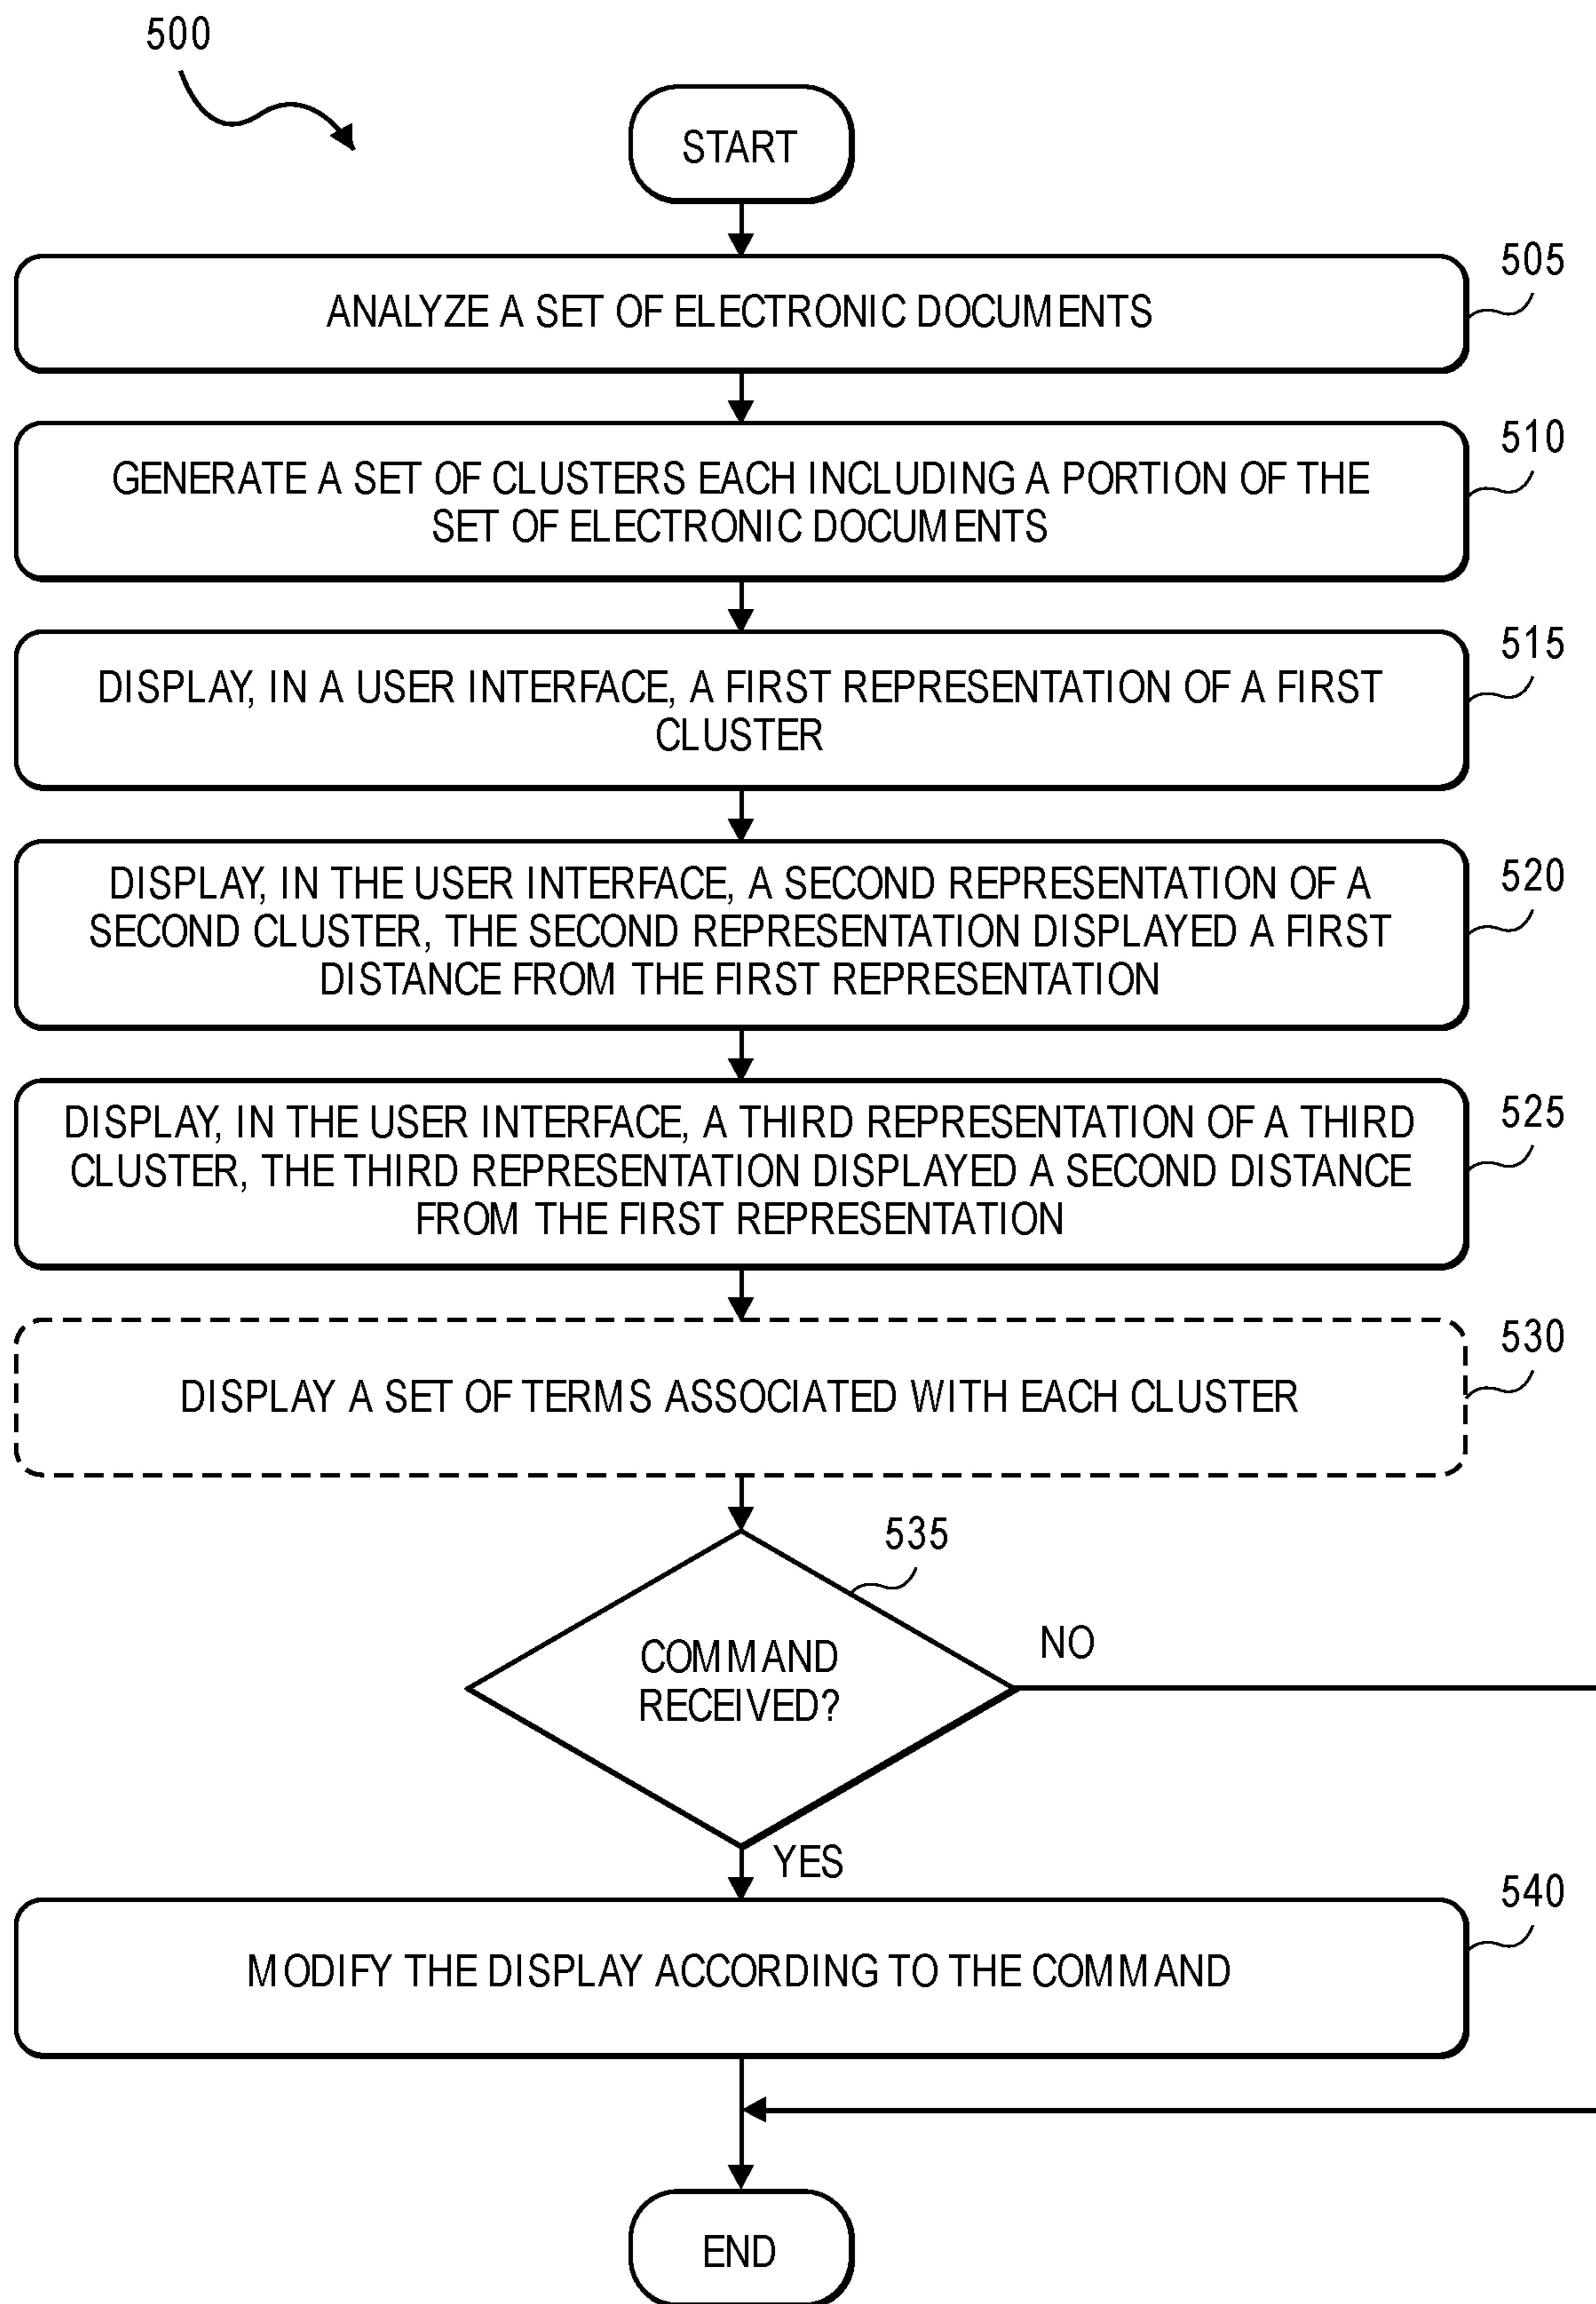 500
START
505
ANALYZE A SET OF ELECTRONIC DOCUMENTS
510
GENERATE A SET OF CLUSTERS EACH INCLUDING A PORTION OF THE
SET OF ELECTRONIC DOCUMENTS
515
DISPLAY, IN A USER INTERFACE, A FIRST REPRESENTATION OF A FIRST
CLUSTER
520
DISPLAY, IN THE USER INTERFACE, A SECOND REPRESENTATION OF A
SECOND CLUSTER, THE SECOND REPRESENTATION DISPLAYED A FIRST
DISTANCE FROM THE FIRST REPRESENTATION
525
DISPLAY, IN THE USER INTERFACE, A THIRD REPRESENTATION OF A THIRD
CLUSTER, THE THIRD REPRESENTATION DISPLAYED A SECOND DISTANCE
FROM THE FIRST REPRESENTATION
530
DISPLAY A SET OF TERMS ASSOCIATED WITH EACH CLUSTER
535
COMMAND
RECEIVED?
NO
YES
540
MODIFY THE DISPLAY ACCORDING TO THE COMMAND
END